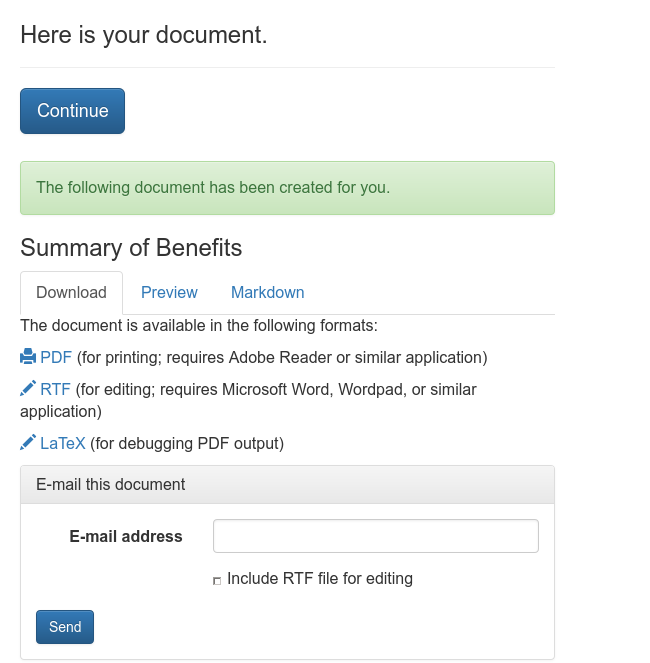 Here is your document.
Continue
The following document has been created for you.
Summary of Benefits
Download Preview Markdown
The document is available in the following formats:
PDF (for printing; requires Adobe Reader or similar application)
RTF (for editing; requires Microsoft Word, Wordpad, or similar
application)
LaTeX (for debugging PDF output)
E-mail this document
E-mail address
Include RTF file for editing
Send